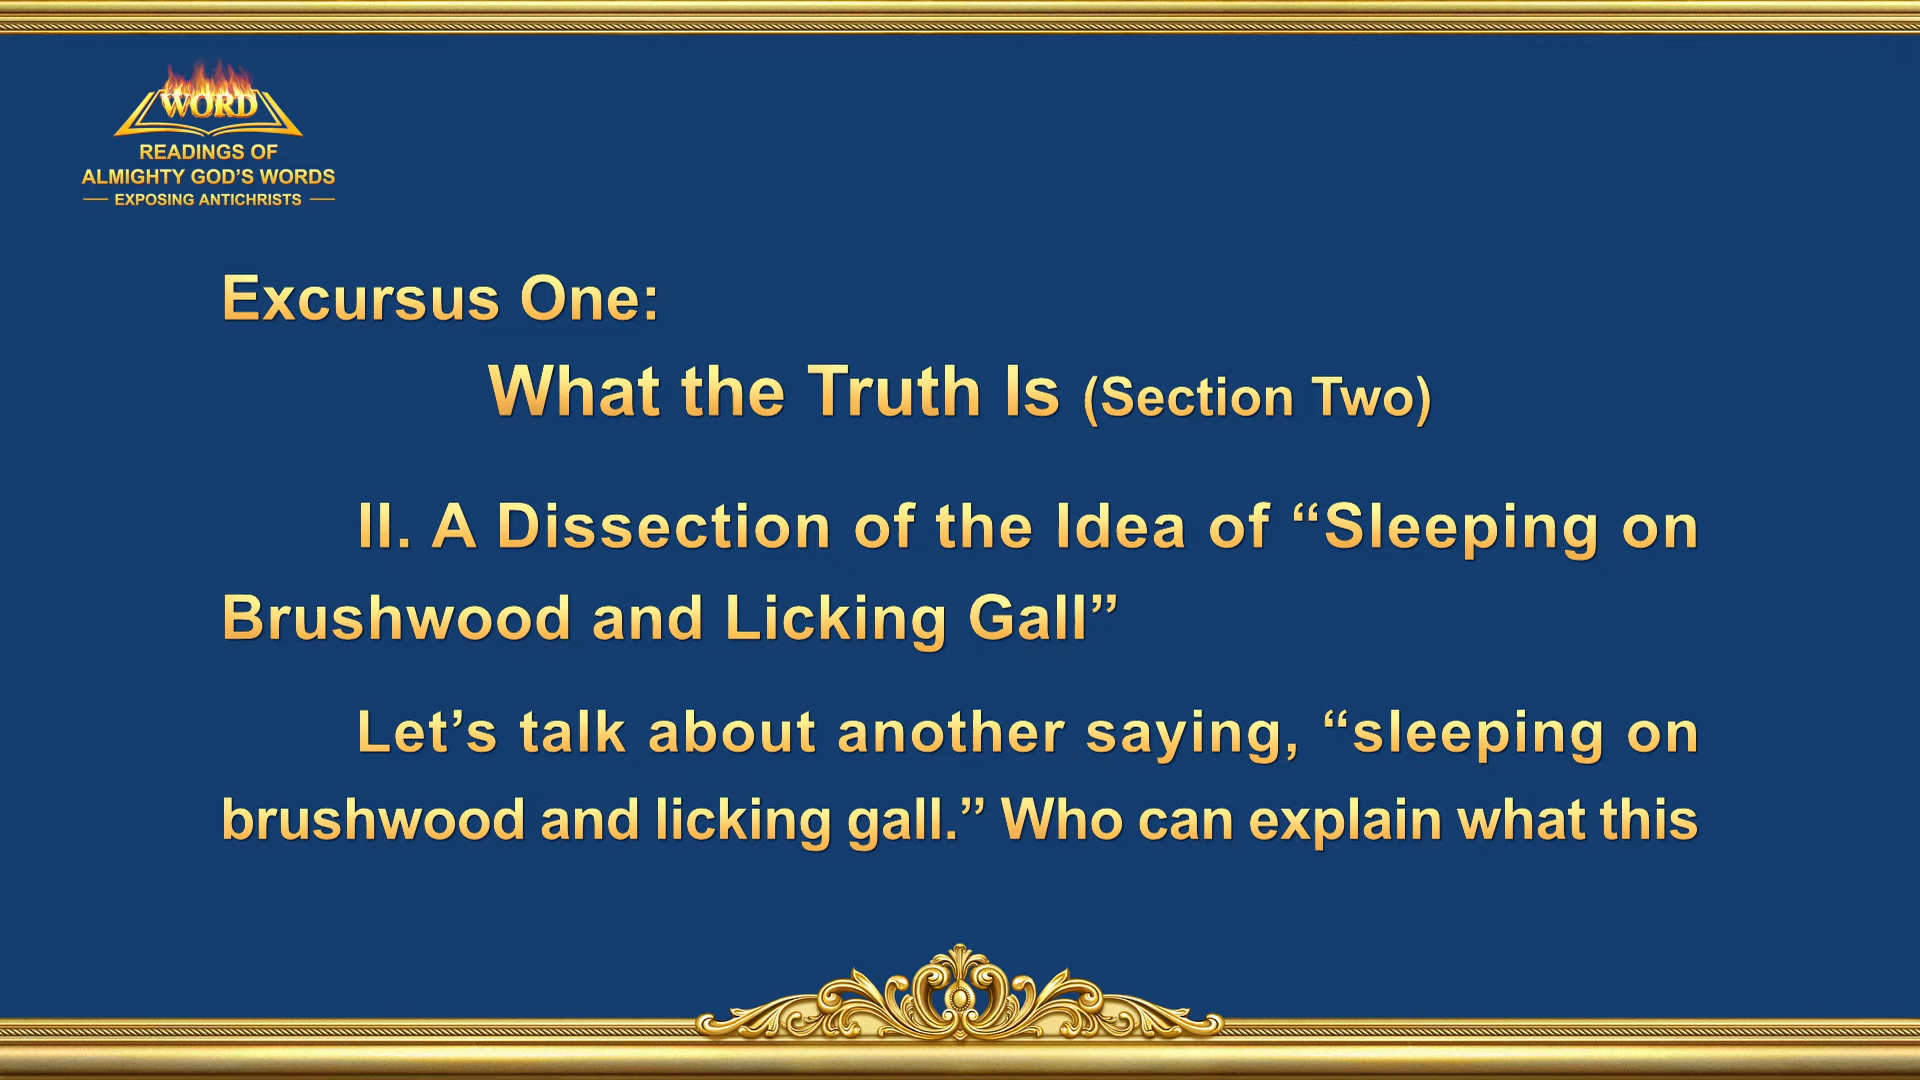 WORD
READINGS OF
ALMIGHTY GOD’S WORDS
EXPOSING ANTICHRISTS
Excursus One:
What the Truth Is (Section Two)
II. A Dissection of the Idea of “Sleeping on
Brushwood and Licking Gall”
Let’s talk about another saying, “sleeping on
brushwood and licking gall.” Who can explain what this